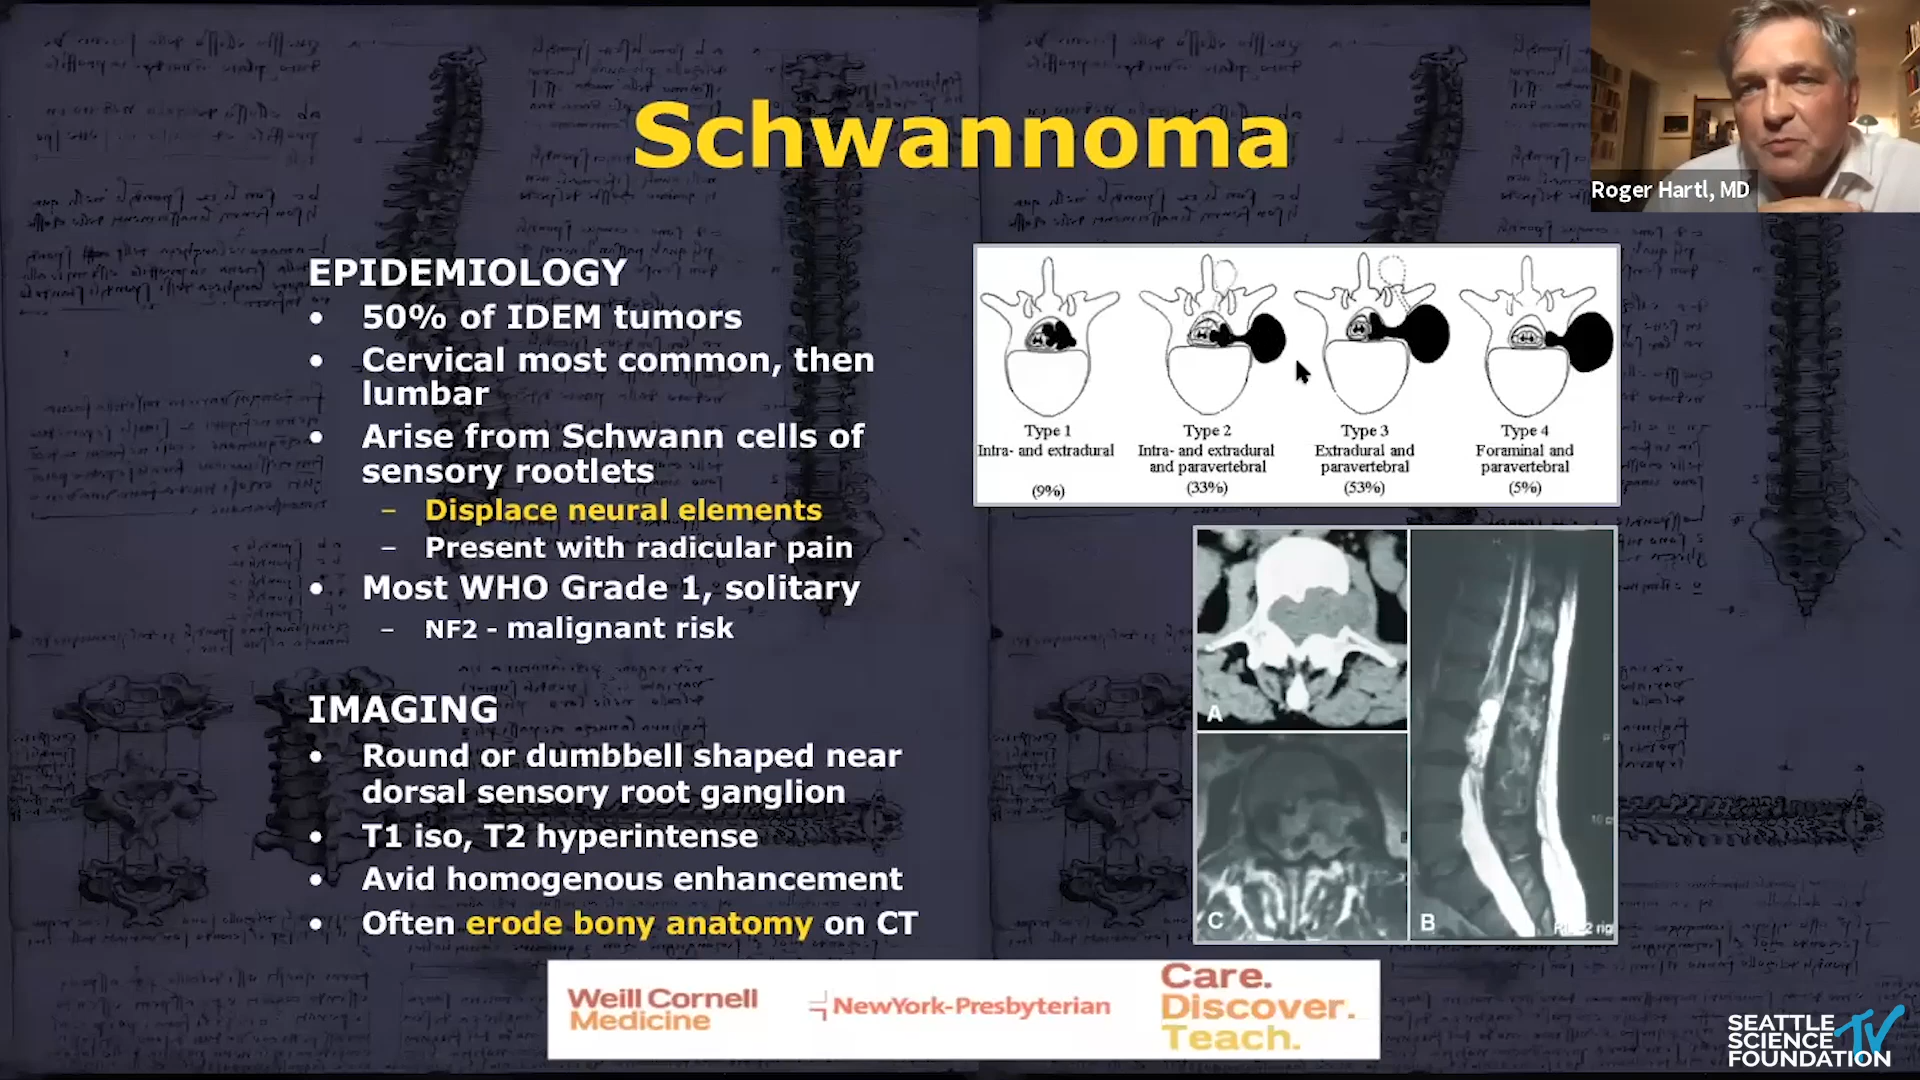 Schwannoma
Roger Hartl, MD
EPIDEMIOLOGY
• 50% of IDEM tumors
• Cervical most common, then
lumbar
• Arise from Schwann cells of
sensory rootlets
– Displace neural elements
– Present with radicular pain
• Most WHO Grade 1, solitary
– NF2 - malignant risk
IMAGING
• Round or dumbbell shaped near
dorsal sensory root ganglion
• T1 iso, T2 hyperintense
• Avid homogenous enhancement
• Often erode bony anatomy on CT
Type 1
Intra- and extradural
(9%)
Type 2
Intra- and extradural
and paravertebral
(33%)
Type 3
Extradural and
paravertebral
(53%)
Type 4
Foraminal and
paravertebral
(5%)
A
C
B
Weill Cornell
Medicine
NewYork-Presbyterian
Care.
Discover.
Teach.
SEATTLE
SCIENCE
FOUNDATION
TV